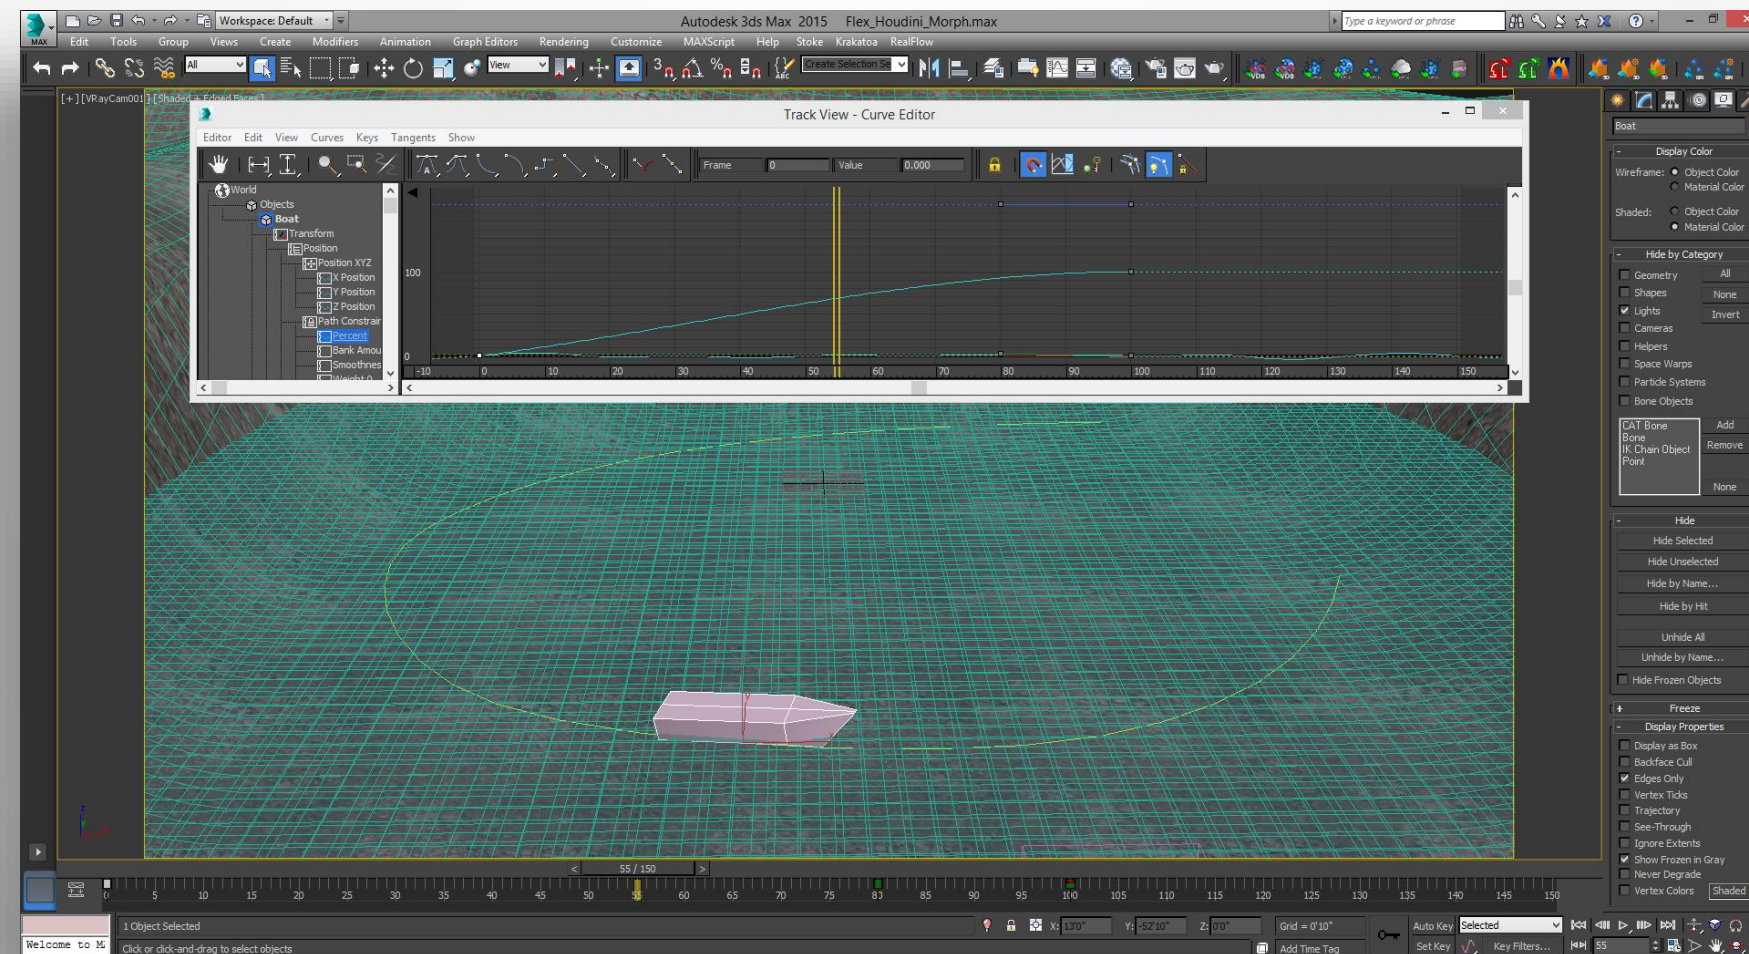 Workspace: Default
Autodesk 3ds Max 2015 Flex_Houdini_Morph.max
Type a keyword or phrase
MAX
Edit Tools Group Views Create Modifiers Animation Graph Editors Rendering Customize MAXScript Help Stoke Krakatoa RealFlow
All
View
Create Selection Se
[+][VRayCam001][Shaded + Edged Faces]
Track View - Curve Editor
Editor Edit View Curves Keys Tangents Show
Frame 0 Value 0.000
World
Objects
Boat
Transform
Position
Position XYZ
X Position
Y Position
Z Position
Path Constrair
Percent
Bank Amou
Smoothnes
Weight 0
100
0
-10 0 10 20 30 40 50 60 70 80 90 100 110 120 130 140 150
Boat
Display Color
Wireframe: Object Color
Material Color
Shaded: Object Color
Material Color
Hide by Category
Geometry All
Shapes None
Lights Invert
Cameras
Helpers
Space Warps
Particle Systems
Bone Objects
CAT Bone Add
Bone Remove
IK Chain Object
Point
None
Hide
Hide Selected
Hide Unselected
Hide by Name...
Hide by Hit
Unhide All
Unhide by Name...
Hide Frozen Objects
Freeze
Display Properties
Display as Box
Backface Cull
Edges Only
Vertex Ticks
Trajectory
See-Through
Ignore Extents
Show Frozen in Gray
Never Degrade
Vertex Colors Shaded
55 / 150
0 5 10 15 20 25 30 35 40 45 50 55 60 65 70 75 80 85 90 95 100 105 110 115 120 125 130 135 140 145 150
1 Object Selected
X: 13'0" Y: -52'10" Z: 0'0" Grid = 0'10"
Auto Key Selected
Welcome to M
Click or click-and-drag to select objects
Add Time Tag
Set Key Key Filters... 55